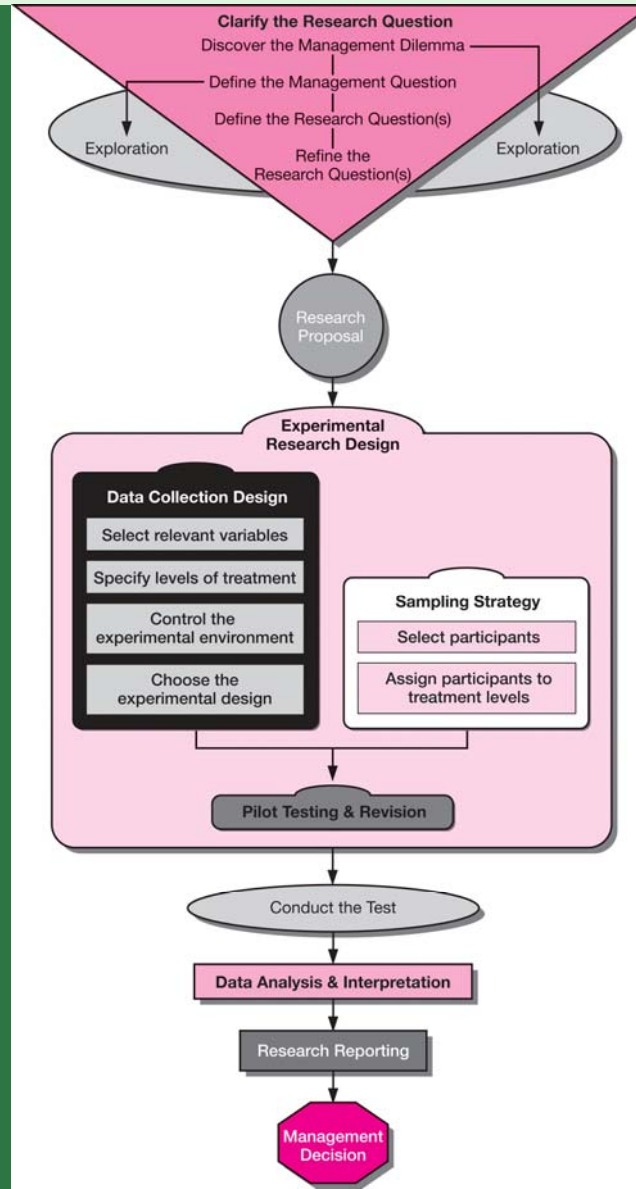 Clarify the Research Question
Discover the Management Dilemma
Define the Management Question
Define the Research Question(s)
Exploration
Exploration
Refine the
Research Question(s)
Research
Proposal
Experimental
Research Design
Data Collection Design
Select relevant variables
Specify levels of treatment
Control the
experimental environment
Choose the
experimental design
Sampling Strategy
Select participants
Assign participants to
treatment levels
Pilot Testing & Revision
Conduct the Test
Data Analysis & Interpretation
Research Reporting
Management
Decision